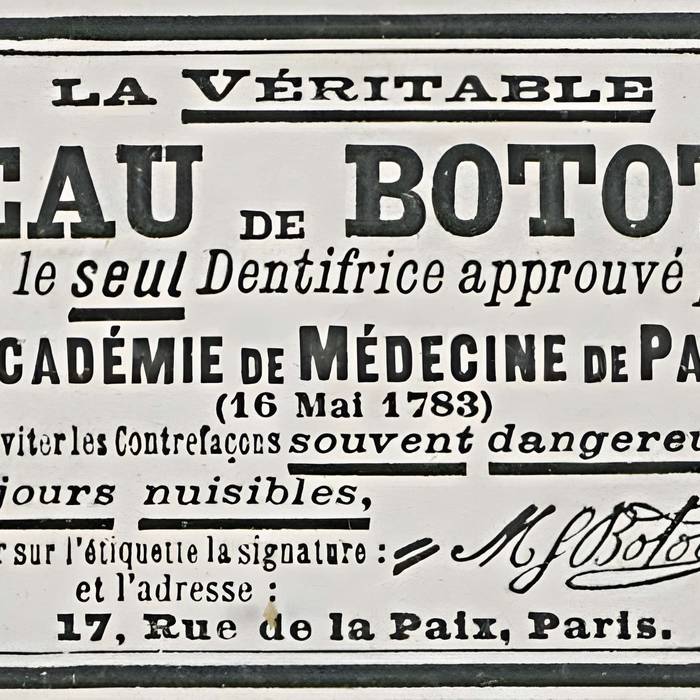 LA VÉRITABLE
EAU DE BOTOT
le seul Dentifrice approuvé
CADÉMIE DE MÉDECINE DE PA
(16 Mai 1783)
viter les Contrefaçons souvent dangereu
jours nuisibles,
r sur l'étiquette la signature : M S Botot
et l'adresse :
17, Rue de la Paix, Paris.